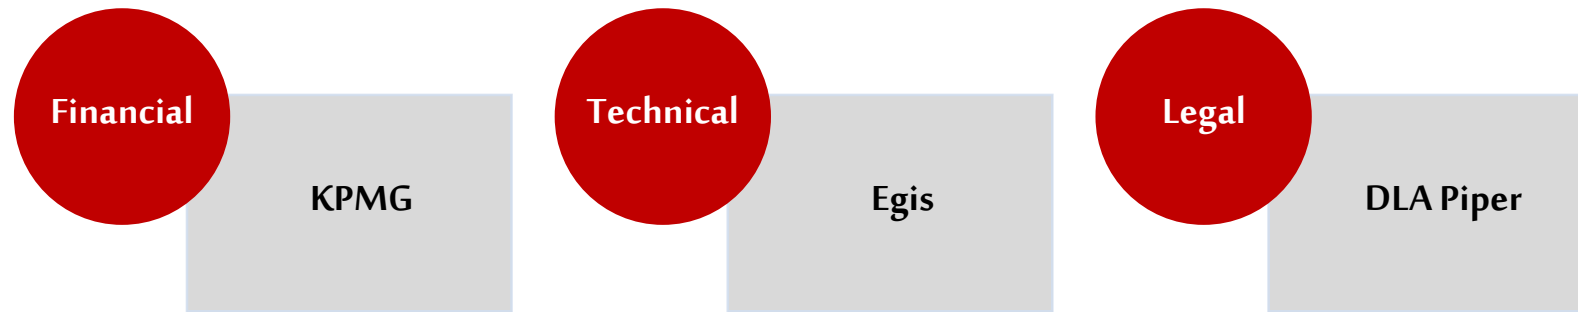 Financial
KPMG
Technical
Egis
Legal
DLA Piper